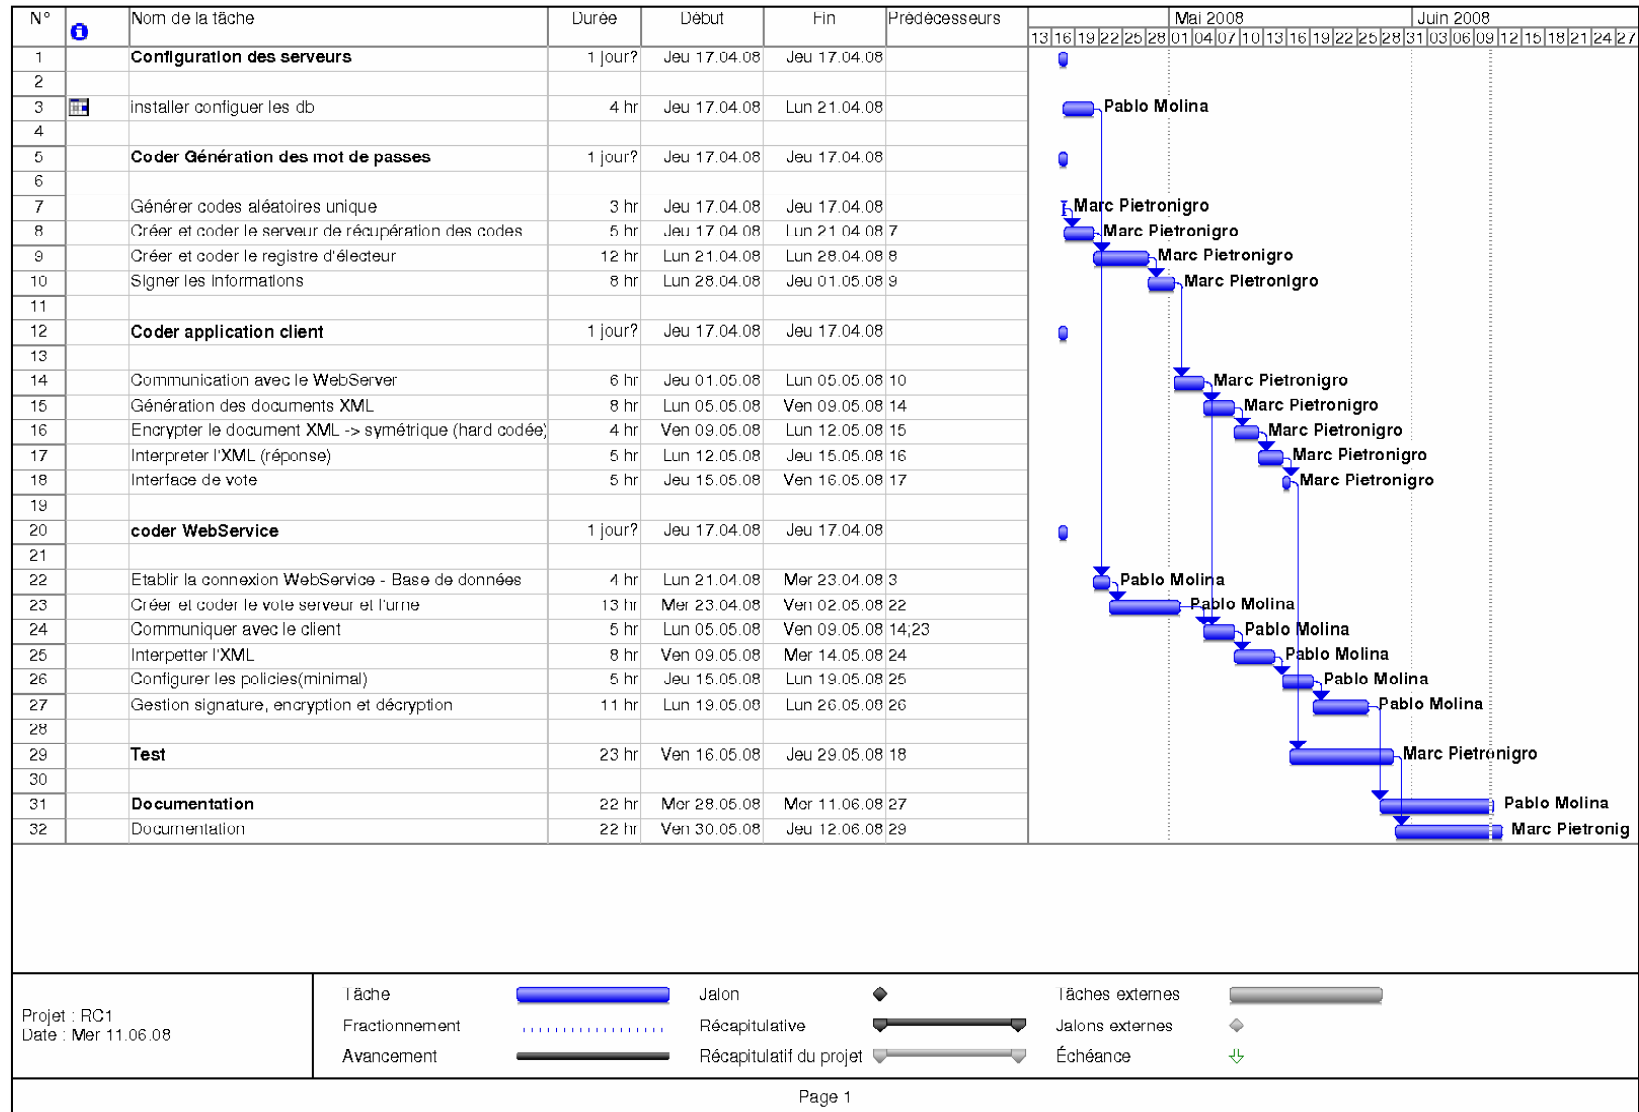 N° Nom de la tâche Durée Début Fin Prédécesseurs Mai 2008 Juin 2008
13 16 19 22 25 28 01 04 07 10 13 16 19 22 25 28 31 03 06 09 12 15 18 21 24 27
1 Configuration des serveurs 1 jour? Jeu 17.04.08 Jeu 17.04.08
2
3 installer configuer les db 4 hr Jeu 17.04.08 Lun 21.04.08 Pablo Molina
4
5 Coder Génération des mot de passes 1 jour? Jeu 17.04.08 Jeu 17.04.08
6
7 Générer codes aléatoires unique 3 hr Jeu 17.04.08 Jeu 17.04.08 Marc Pietronigro
8 Créer et coder le serveur de récupération des codes 5 hr Jeu 17.04.08 Lun 21.04.08 7 Marc Pietronigro
9 Créer et coder le registre d'électeur 12 hr Lun 21.04.08 Lun 28.04.08 8 Marc Pietronigro
10 Signer les informations 8 hr Lun 28.04.08 Jeu 01.05.08 9 Marc Pietronigro
11
12 Coder application client 1 jour? Jeu 17.04.08 Jeu 17.04.08
13
14 Communication avec le WebServer 6 hr Jeu 01.05.08 Lun 05.05.08 10 Marc Pietronigro
15 Génération des documents XML 8 hr Lun 05.05.08 Ven 09.05.08 14 Marc Pietronigro
16 Encrypter le document XML -> symétrique (hard codée) 4 hr Ven 09.05.08 Lun 12.05.08 15 Marc Pietronigro
17 Interpreter l'XML (réponse) 5 hr Lun 12.05.08 Jeu 15.05.08 16 Marc Pietronigro
18 Interface de vote 5 hr Jeu 15.05.08 Ven 16.05.08 17 Marc Pietronigro
19
20 coder WebService 1 jour? Jeu 17.04.08 Jeu 17.04.08
21
22 Etablir la connexion WebService - Base de données 4 hr Lun 21.04.08 Mer 23.04.08 3 Pablo Molina
23 Créer et coder le vote serveur et l'urne 13 hr Mer 23.04.08 Ven 02.05.08 22 Pablo Molina
24 Communiquer avec le client 5 hr Lun 05.05.08 Ven 09.05.08 14;23 Pablo Molina
25 Interpetter l'XML 8 hr Ven 09.05.08 Mer 14.05.08 24 Pablo Molina
26 Configurer les policies(minimal) 5 hr Jeu 15.05.08 Lun 19.05.08 25 Pablo Molina
27 Gestion signature, encryption et décryption 11 hr Lun 19.05.08 Lun 26.05.08 26 Pablo Molina
28
29 Test 23 hr Ven 16.05.08 Jeu 29.05.08 18 Marc Pietronigro
30
31 Documentation 22 hr Mer 28.05.08 Mer 11.06.08 27 Pablo Molina
32 Documentation 22 hr Ven 30.05.08 Jeu 12.06.08 29 Marc Pietronig
Projet : RC1
Date : Mer 11.06.08
Tâche Jalon Tâches externes
Fractionnement Récapitulative Jalons externes
Avancement Récapitulatif du projet Échéance
Page 1